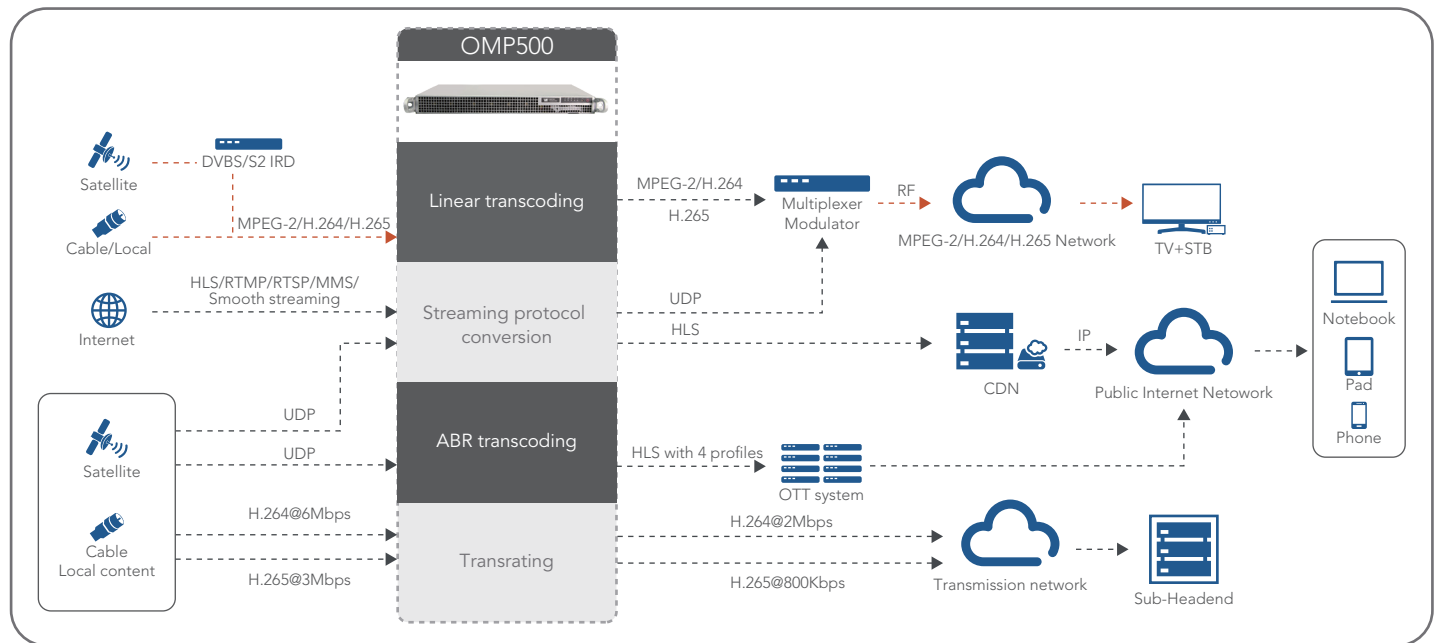 OMP500
DVBS/S2 IRD
Satellite
Cable/Local
MPEG-2/H.264/H.265
Linear transcoding
MPEG-2/H.264
H.265
Multiplexer
Modulator
RF
MPEG-2/H.264/H.265 Network
TV+STB
HLS/RTMP/RTSP/MMS/
Smooth streaming
Internet
Streaming protocol
conversion
UDP
HLS
CDN
IP
Public Internet Netowork
Notebook
Pad
Phone
UDP
Satellite
UDP
ABR transcoding
HLS with 4 profiles
OTT system
Cable
Local content
H.264@6Mbps
H.265@3Mbps
Transrating
H.264@2Mbps
H.265@800Kbps
Transmission network
Sub-Headend